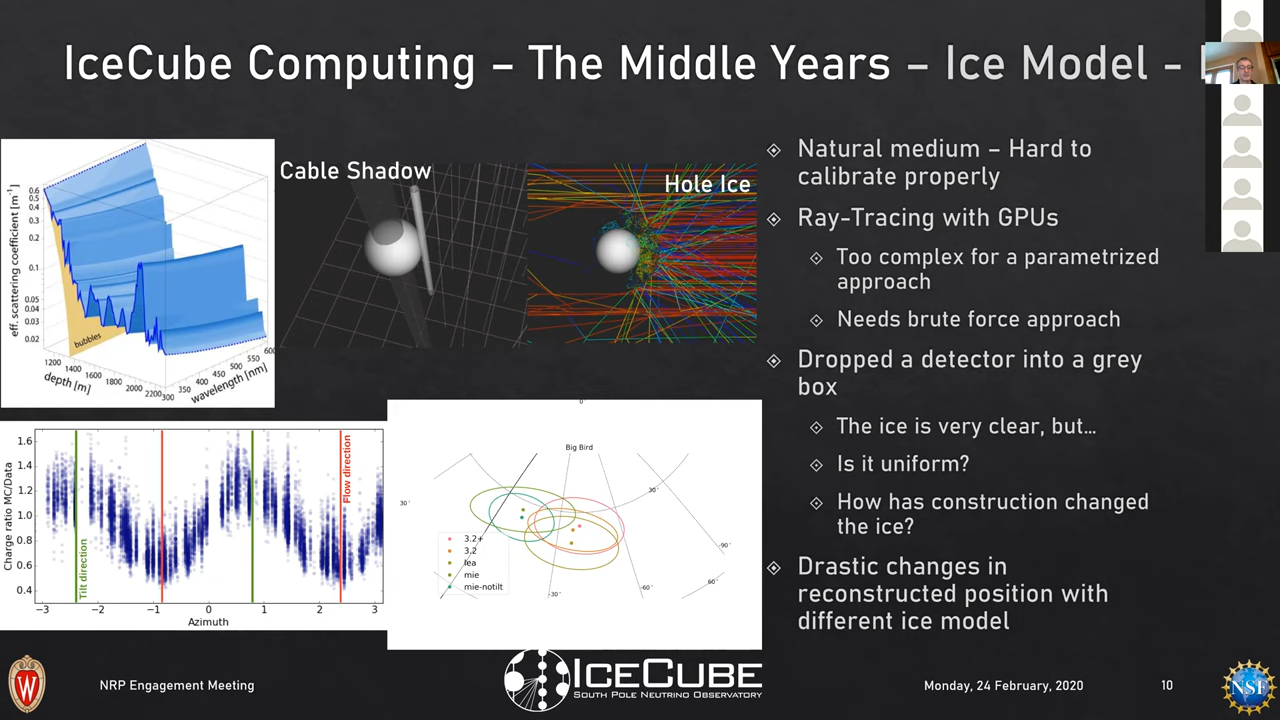 IceCube Computing – The Middle Years – Ice Model -
Cable Shadow
Hole Ice
eff. scattering coefficient [m⁻¹]
0.6
0.5
0.4
0.3
0.2
0.1
0.05
0.04
0.03
0.02
bubbles
1200
1400
1600
1800
2000
2200
depth [m]
300
350
400
450
500
550
600
wavelength [nm]
Charge ratio MC/Data
1.6
1.4
1.2
1.0
0.8
0.6
0.4
Tilt direction
Flow direction
−3
−2
−1
0
1
2
3
Azimuth
0°
Big Bird
30°
30°
-90°
60°
-60°
-30°
3.2+
3.2
lea
mie
mie-notilt
Natural medium – Hard to
calibrate properly
Ray-Tracing with GPUs
Too complex for a parametrized
approach
Needs brute force approach
Dropped a detector into a grey
box
The ice is very clear, but…
Is it uniform?
How has construction changed
the ice?
Drastic changes in
reconstructed position with
different ice model
W
NRP Engagement Meeting
ICECUBE
SOUTH POLE NEUTRINO OBSERVATORY
Monday, 24 February, 2020
10
NSF